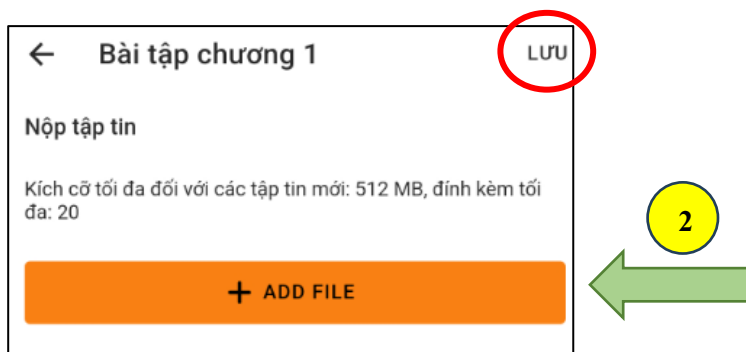 Bài tập chương 1
LƯU
Nộp tập tin
Kích cỡ tối đa đối với các tập tin mới: 512 MB, đính kèm tối
đa: 20
2
+ ADD FILE